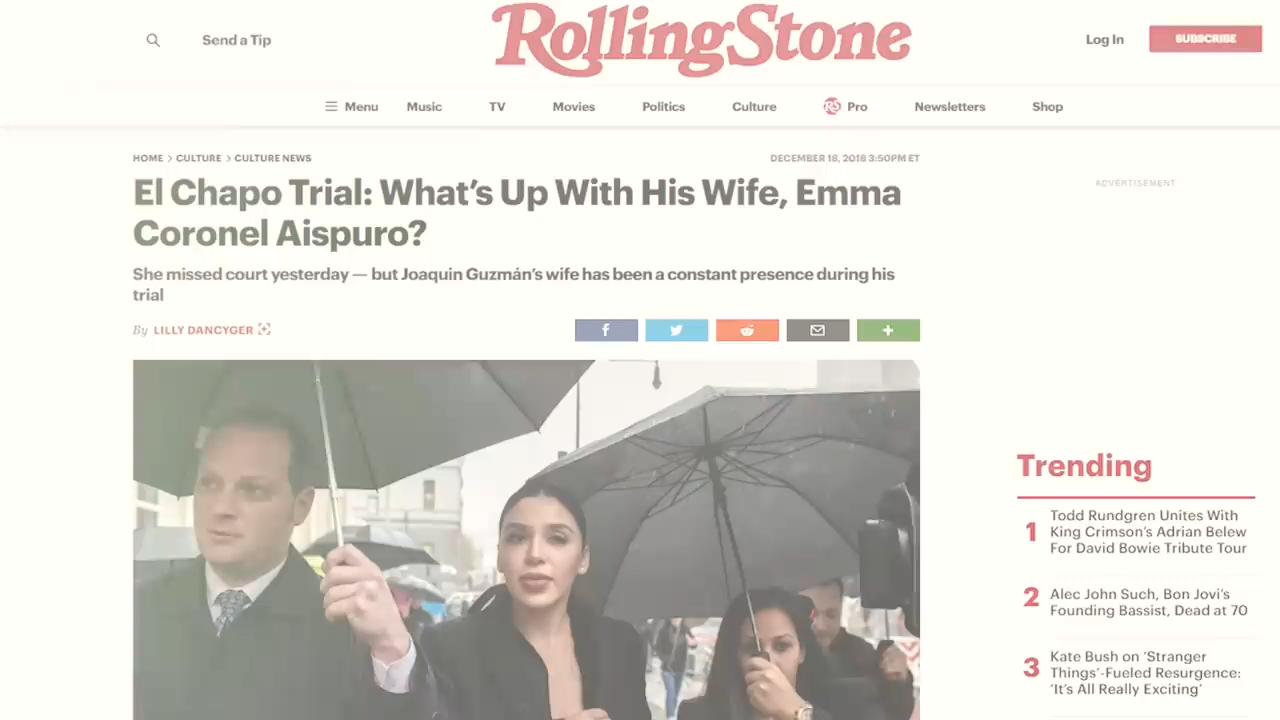 Send a Tip
RollingStone
Log In
SUBSCRIBE
Menu
Music
TV
Movies
Politics
Culture
RS Pro
Newsletters
Shop
HOME > CULTURE > CULTURE NEWS
DECEMBER 18, 2018 3:50PM ET
El Chapo Trial: What's Up With His Wife, Emma
Coronel Aispuro?
She missed court yesterday — but Joaquin Guzmán's wife has been a constant presence during his
trial
By LILLY DANCYGER
ADVERTISEMENT
Trending
1
Todd Rundgren Unites With
King Crimson's Adrian Belew
For David Bowie Tribute Tour
2
Alec John Such, Bon Jovi's
Founding Bassist, Dead at 70
3
Kate Bush on 'Stranger
Things'-Fueled Resurgence:
'It's All Really Exciting'